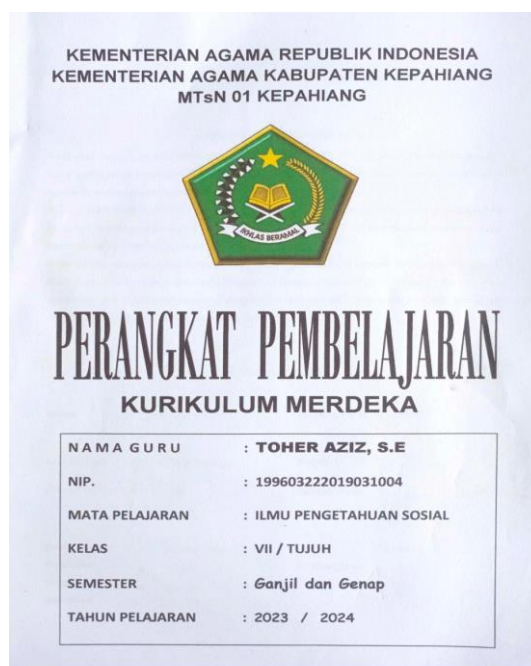 KEMENTERIAN AGAMA REPUBLIK INDONESIA
KEMENTERIAN AGAMA KABUPATEN KEPAHIANG
MTsN 01 KEPAHIANG
IKHLAS BERAMAL
PERANGKAT PEMBELAJARAN
KURIKULUM MERDEKA
NAMA GURU : TOHER AZIZ, S.E
NIP. : 199603222019031004
MATA PELAJARAN : ILMU PENGETAHUAN SOSIAL
KELAS : VII / TUJUH
SEMESTER : Ganjil dan Genap
TAHUN PELAJARAN : 2023 / 2024